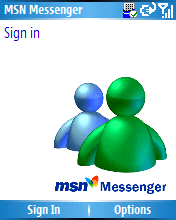 MSN Messenger
Sign in
msn Messenger
Sign In Options